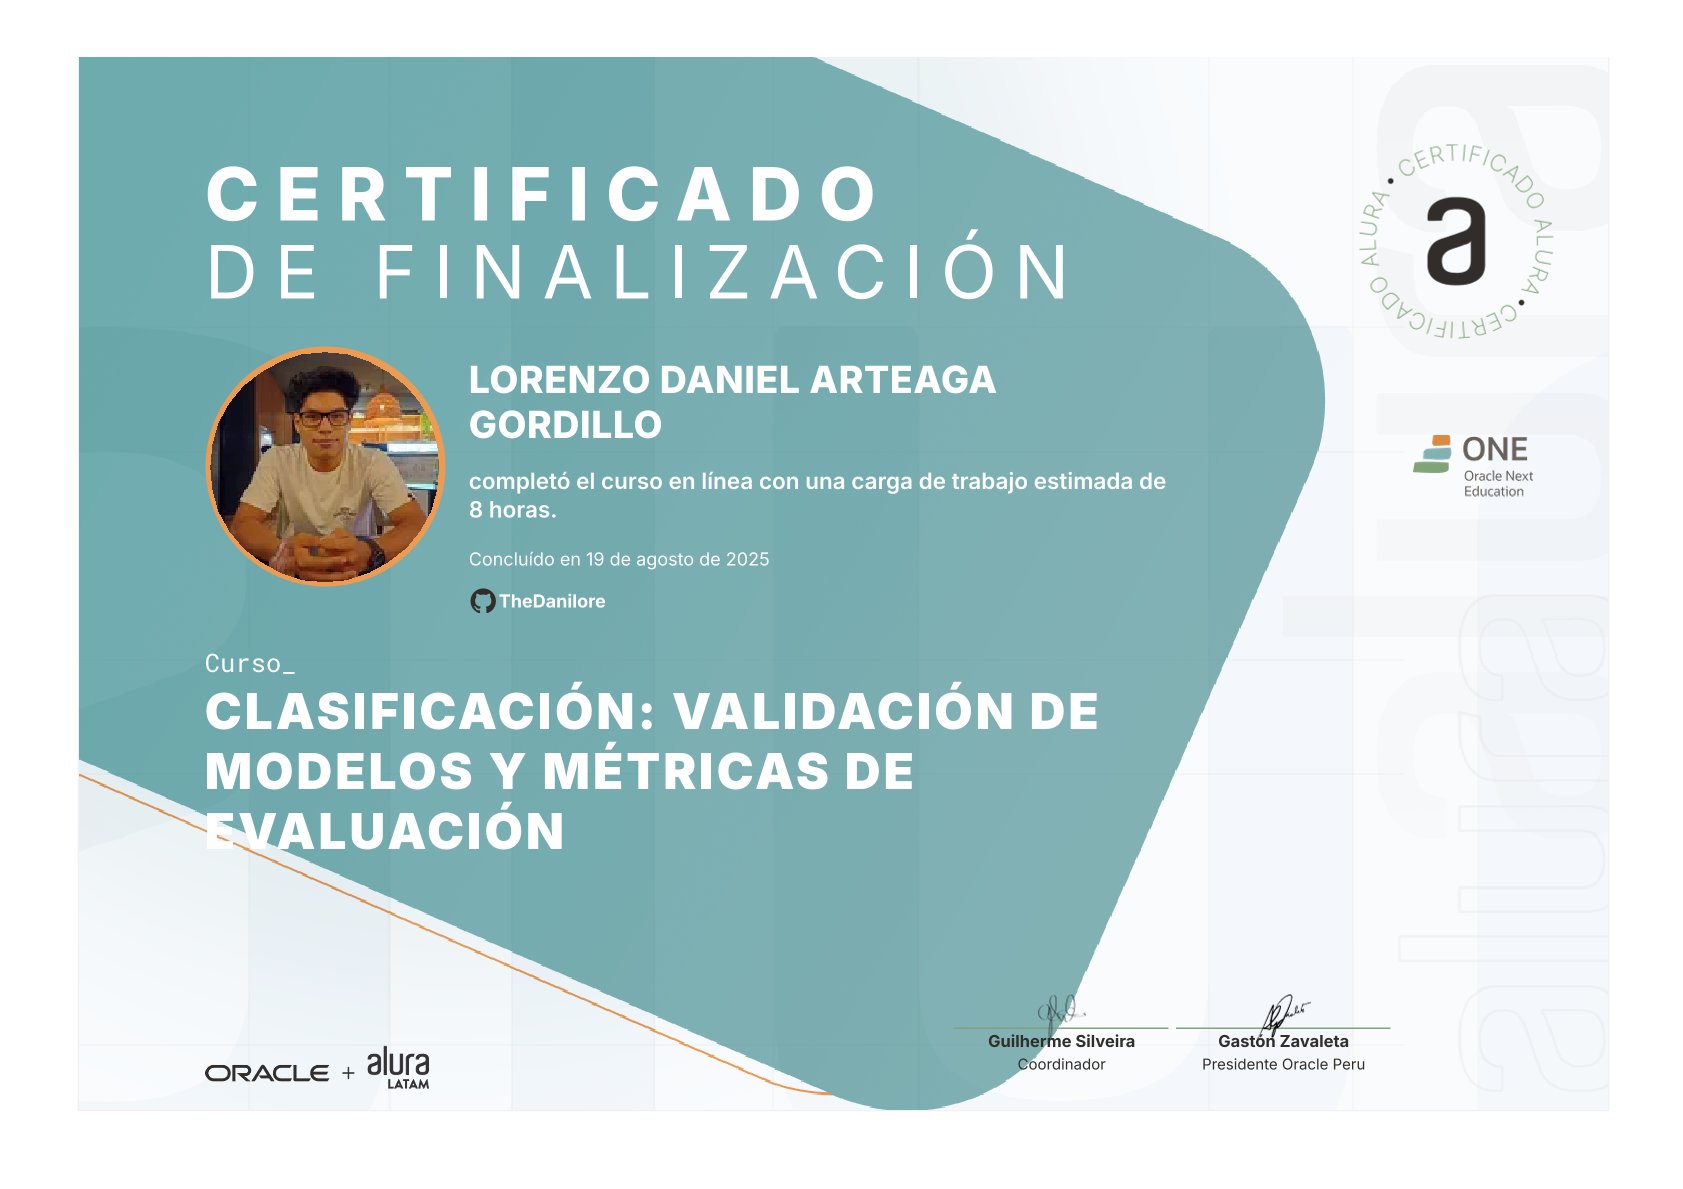 CERTIFICADO
DE FINALIZACIÓN
CERTIFICADO ALURA • CERTIFICADO ALURA •
a
LORENZO DANIEL ARTEAGA
GORDILLO
completó el curso en línea con una carga de trabajo estimada de
8 horas.
Concluído en 19 de agosto de 2025
TheDanilore
ONE
Oracle Next
Education
Curso_
CLASIFICACIÓN: VALIDACIÓN DE
MODELOS Y MÉTRICAS DE
EVALUACIÓN
Guilherme Silveira
Coordinador
Gastón Zavaleta
Presidente Oracle Peru
ORACLE + alura
LATAM
alura